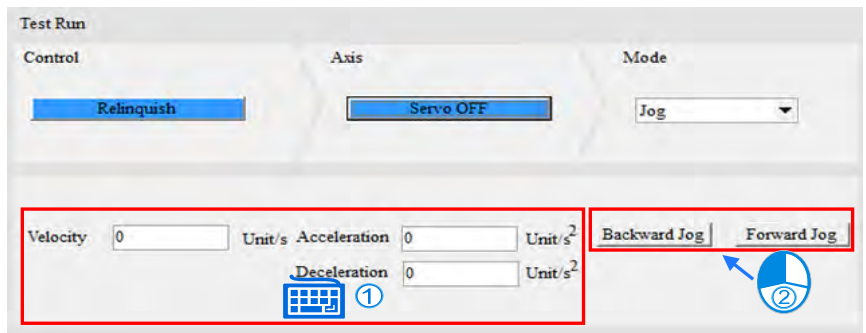 Test Run
Control Axis Mode
Relinquish Servo OFF Jog
Velocity 0 Unit/s Acceleration 0 Unit/s2 Backward Jog Forward Jog
Deceleration 0 Unit/s2
① ②